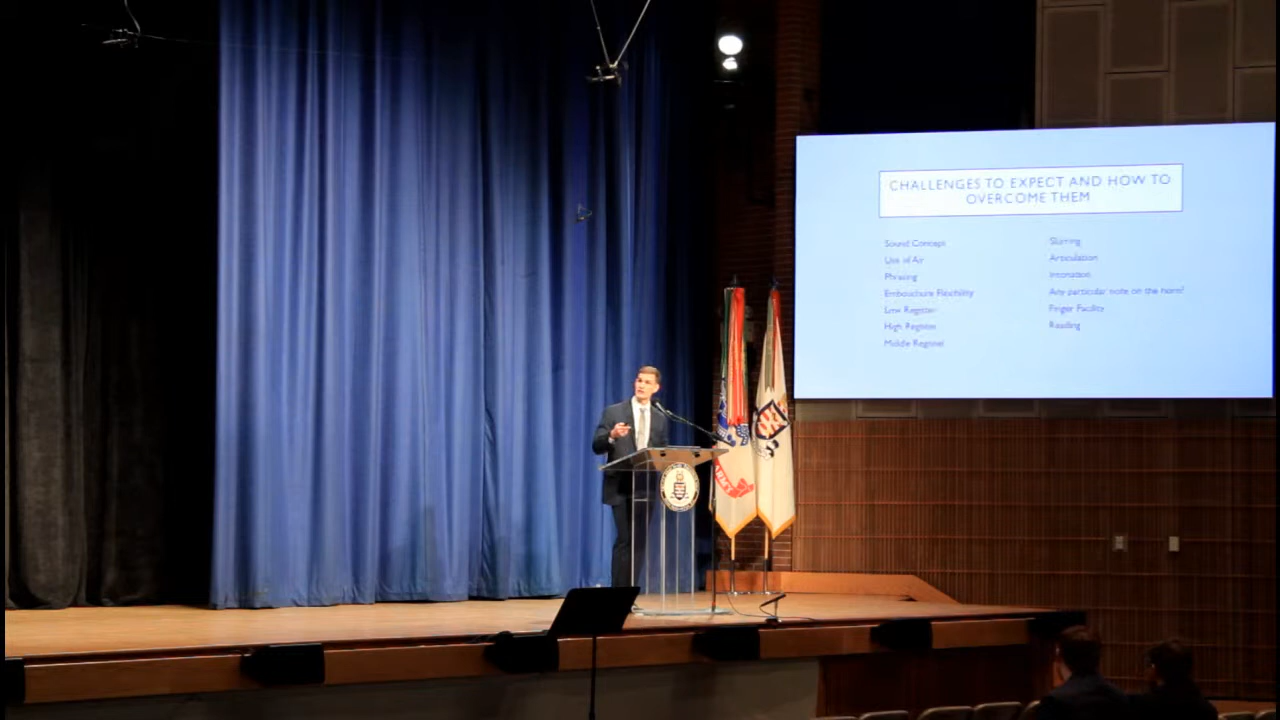 CHALLENGES TO EXPECT AND HOW TO
OVERCOME THEM
Sound Concept
Use of Air
Phrasing
Embouchure Flexibility
Low Register
High Register
Middle Register
Slurring
Articulation
Intonation
Any particular note on the horn?
Finger Facility
Reading
ARMY